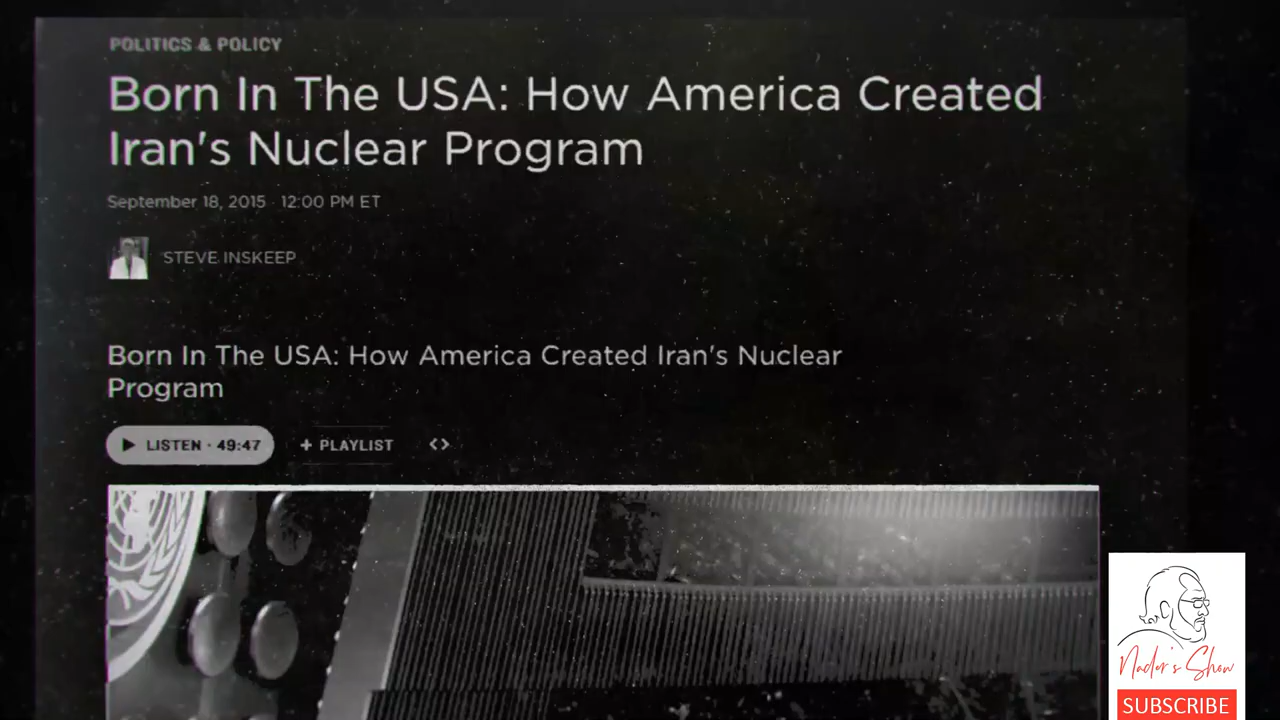 POLITICS & POLICY
Born In The USA: How America Created
Iran's Nuclear Program
September 18, 2015 · 12:00 PM ET
STEVE INSKEEP
Born In The USA: How America Created Iran's Nuclear
Program
LISTEN · 49:47
+ PLAYLIST
<>
Nader's Show
SUBSCRIBE